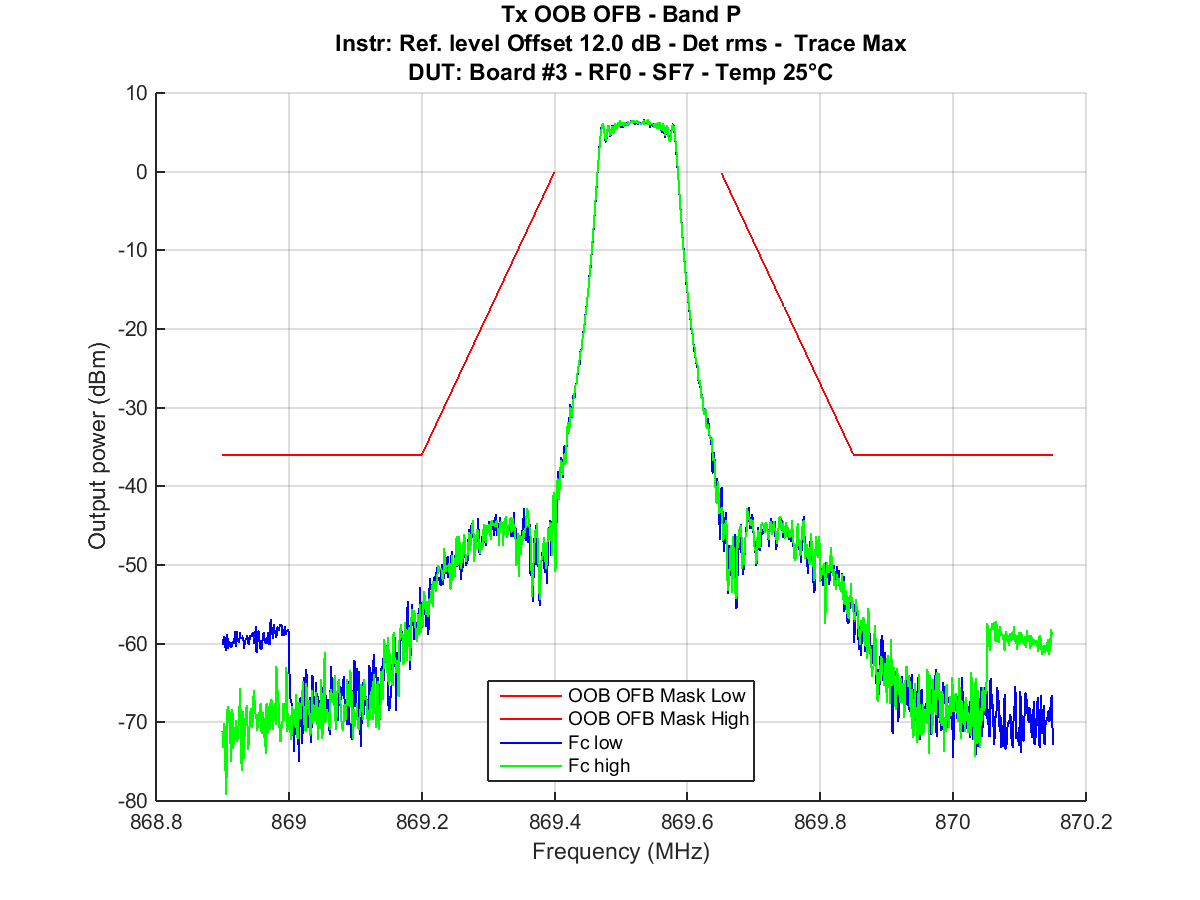 Tx OOB OFB - Band P
Instr: Ref. level Offset 12.0 dB - Det rms - Trace Max
DUT: Board #3 - RF0 - SF7 - Temp 25°C
10
0
-10
-20
-30
-40
-50
-60
-70
-80
Output power (dBm)
OOB OFB Mask Low
OOB OFB Mask High
Fc low
Fc high
868.8 869 869.2 869.4 869.6 869.8 870 870.2
Frequency (MHz)